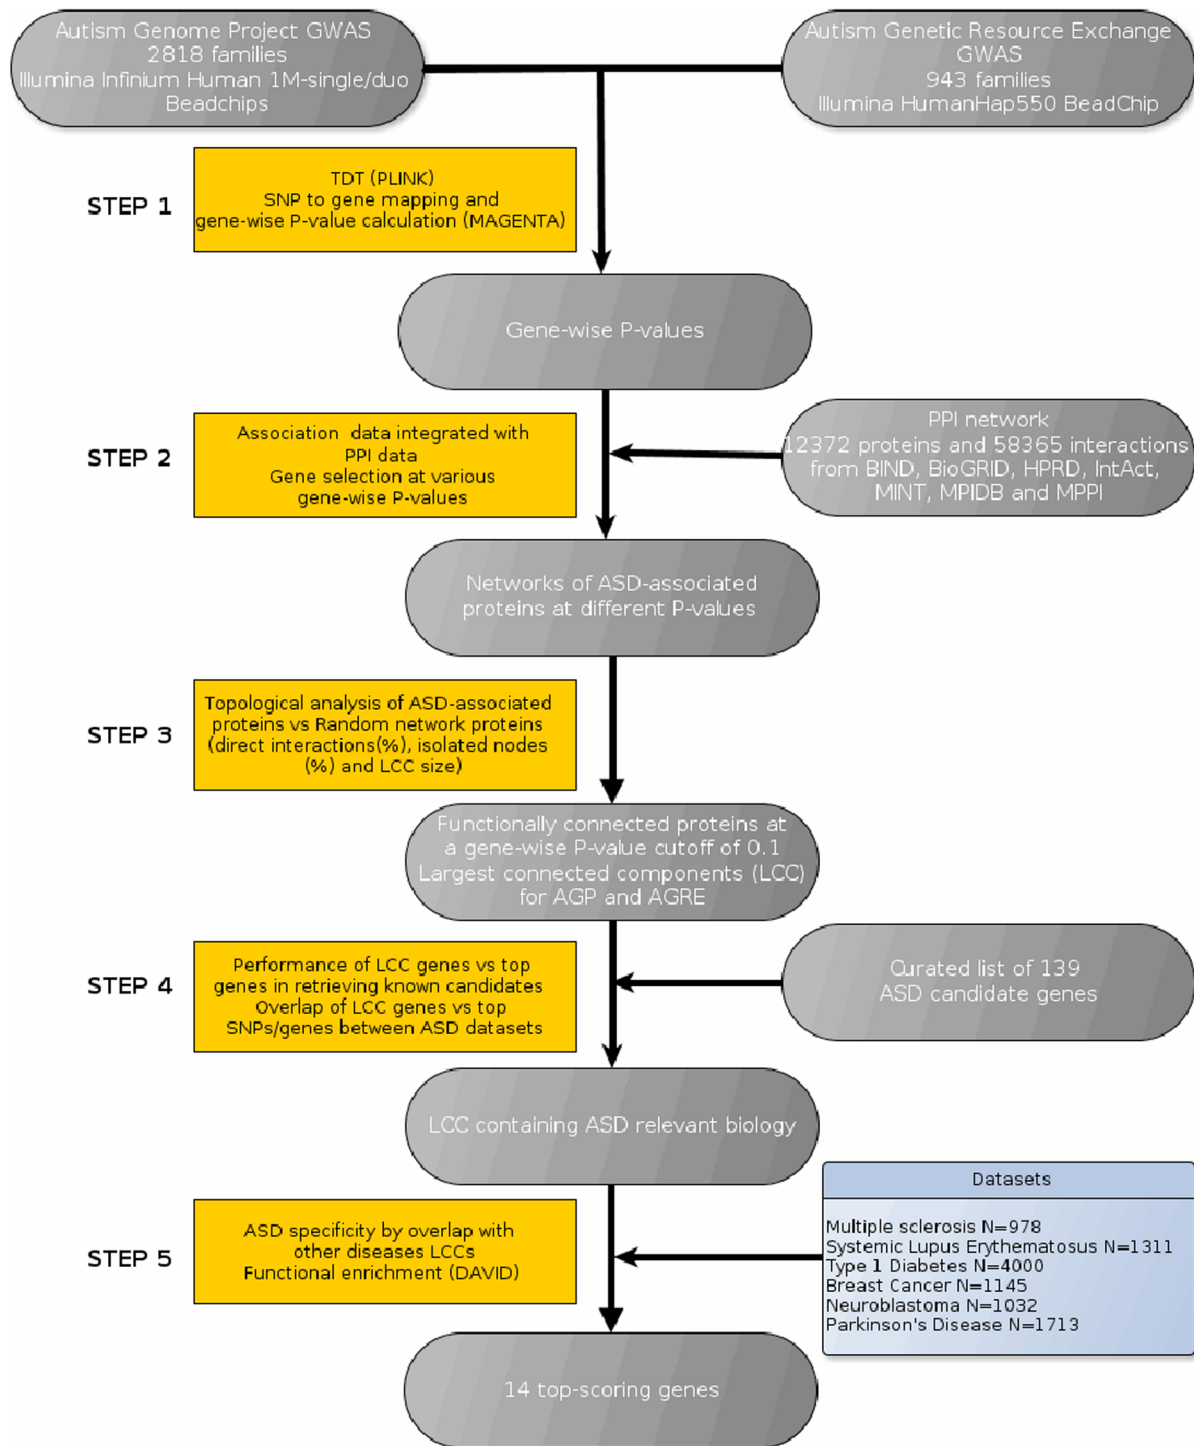 Autism Genome Project GWAS
2818 families
Illumina Infinium Human 1M-single/duo
Beadchips
Autism Genetic Resource Exchange
GWAS
943 families
Illumina HumanHap550 BeadChip
STEP 1
TDT (PLINK)
SNP to gene mapping and
gene-wise P-value calculation (MAGENTA)
Gene-wise P-values
STEP 2
Association data integrated with
PPI data
Gene selection at various
gene-wise P-values
PPI network
12372 proteins and 58365 interactions
from BIND, BioGRID, HPRD, IntAct,
MINT, MPIDB and MPPI
Networks of ASD-associated
proteins at different P-values
STEP 3
Topological analysis of ASD-associated
proteins vs Random network proteins
(direct interactions(%), isolated nodes
(%) and LCC size)
Functionally connected proteins at
a gene-wise P-value cutoff of 0.1
Largest connected components (LCC)
for AGP and AGRE
STEP 4
Performance of LCC genes vs top
genes in retrieving known candidates
Overlap of LCC genes vs top
SNPs/genes between ASD datasets
Curated list of 139
ASD candidate genes
LCC containing ASD relevant biology
STEP 5
ASD specificity by overlap with
other diseases LCCs
Functional enrichment (DAVID)
Datasets
Multiple sclerosis N=978
Systemic Lupus Erythematosus N=1311
Type 1 Diabetes N=4000
Breast Cancer N=1145
Neuroblastoma N=1032
Parkinson's Disease N=1713
14 top-scoring genes